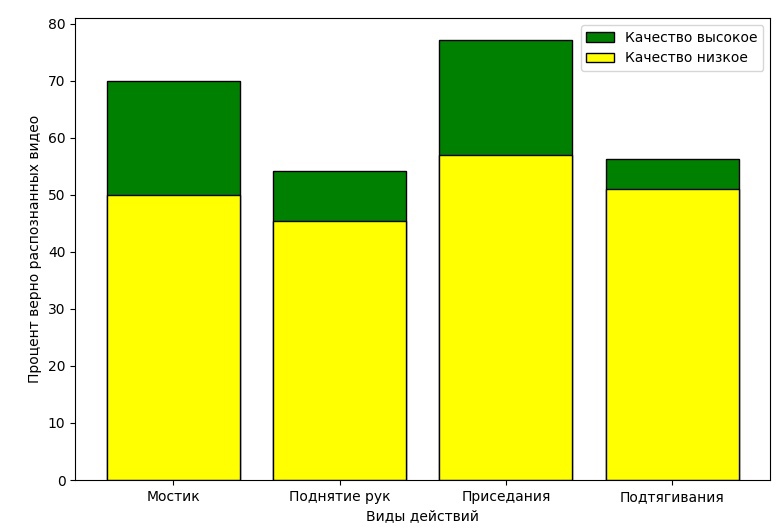 80
70
60
50
40
30
20
10
0
Процент верно распознанных видео
Качество высокое
Качество низкое
Мостик Поднятие рук Приседания Подтягивания
Виды действий